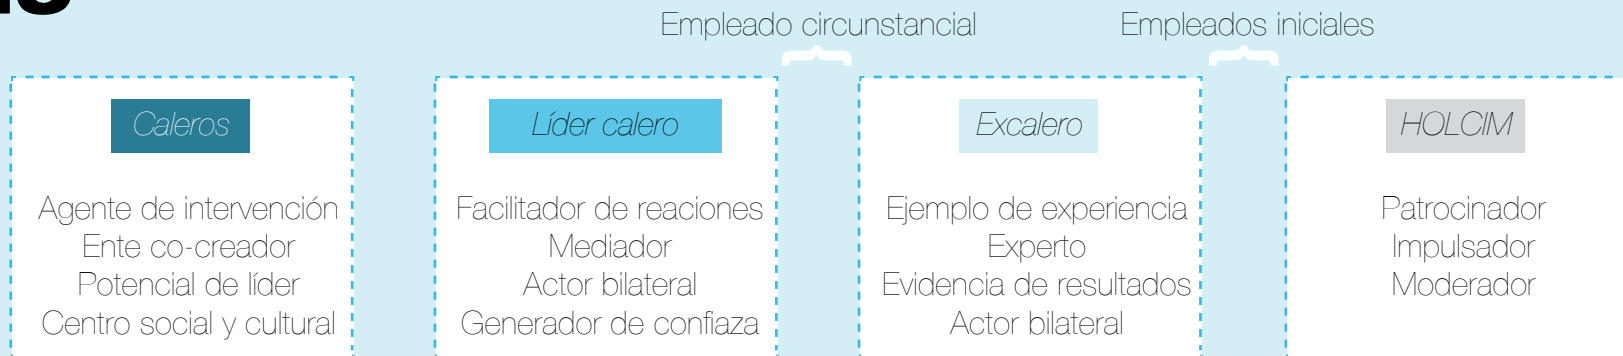 Empleado circunstancial
Empleados iniciales
Caleros
Agente de intervención
Ente co-creador
Potencial de líder
Centro social y cultural
Líder calero
Facilitador de reaciones
Mediador
Actor bilateral
Generador de confiaza
Excalero
Ejemplo de experiencia
Experto
Evidencia de resultados
Actor bilateral
HOLCIM
Patrocinador
Impulsador
Moderador